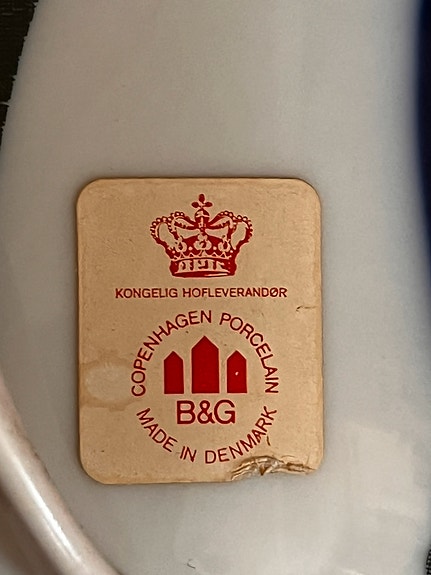 KONGELIG HOFLEVERANDØR
COPENHAGEN PORCELAIN
B&G
MADE IN DENMARK